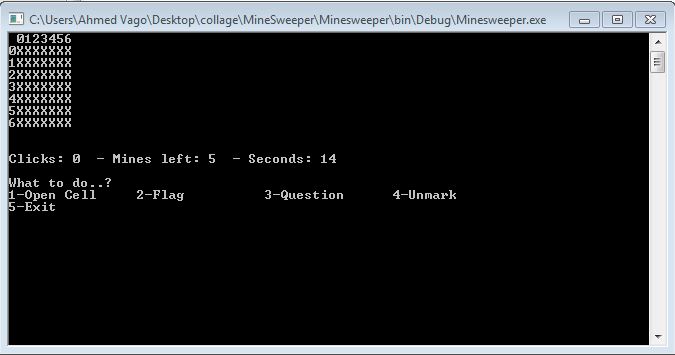 C:\Users\Ahmed Vago\Desktop\collage\MineSweeper\Minesweeper\bin\Debug\Minesweeper.exe
0123456
0XXXXXXX
1XXXXXXX
2XXXXXXX
3XXXXXXX
4XXXXXXX
5XXXXXXX
6XXXXXXX
Clicks: 0 - Mines left: 5 - Seconds: 14
What to do..?
1-Open Cell 2-Flag 3-Question 4-Unmark
5-Exit